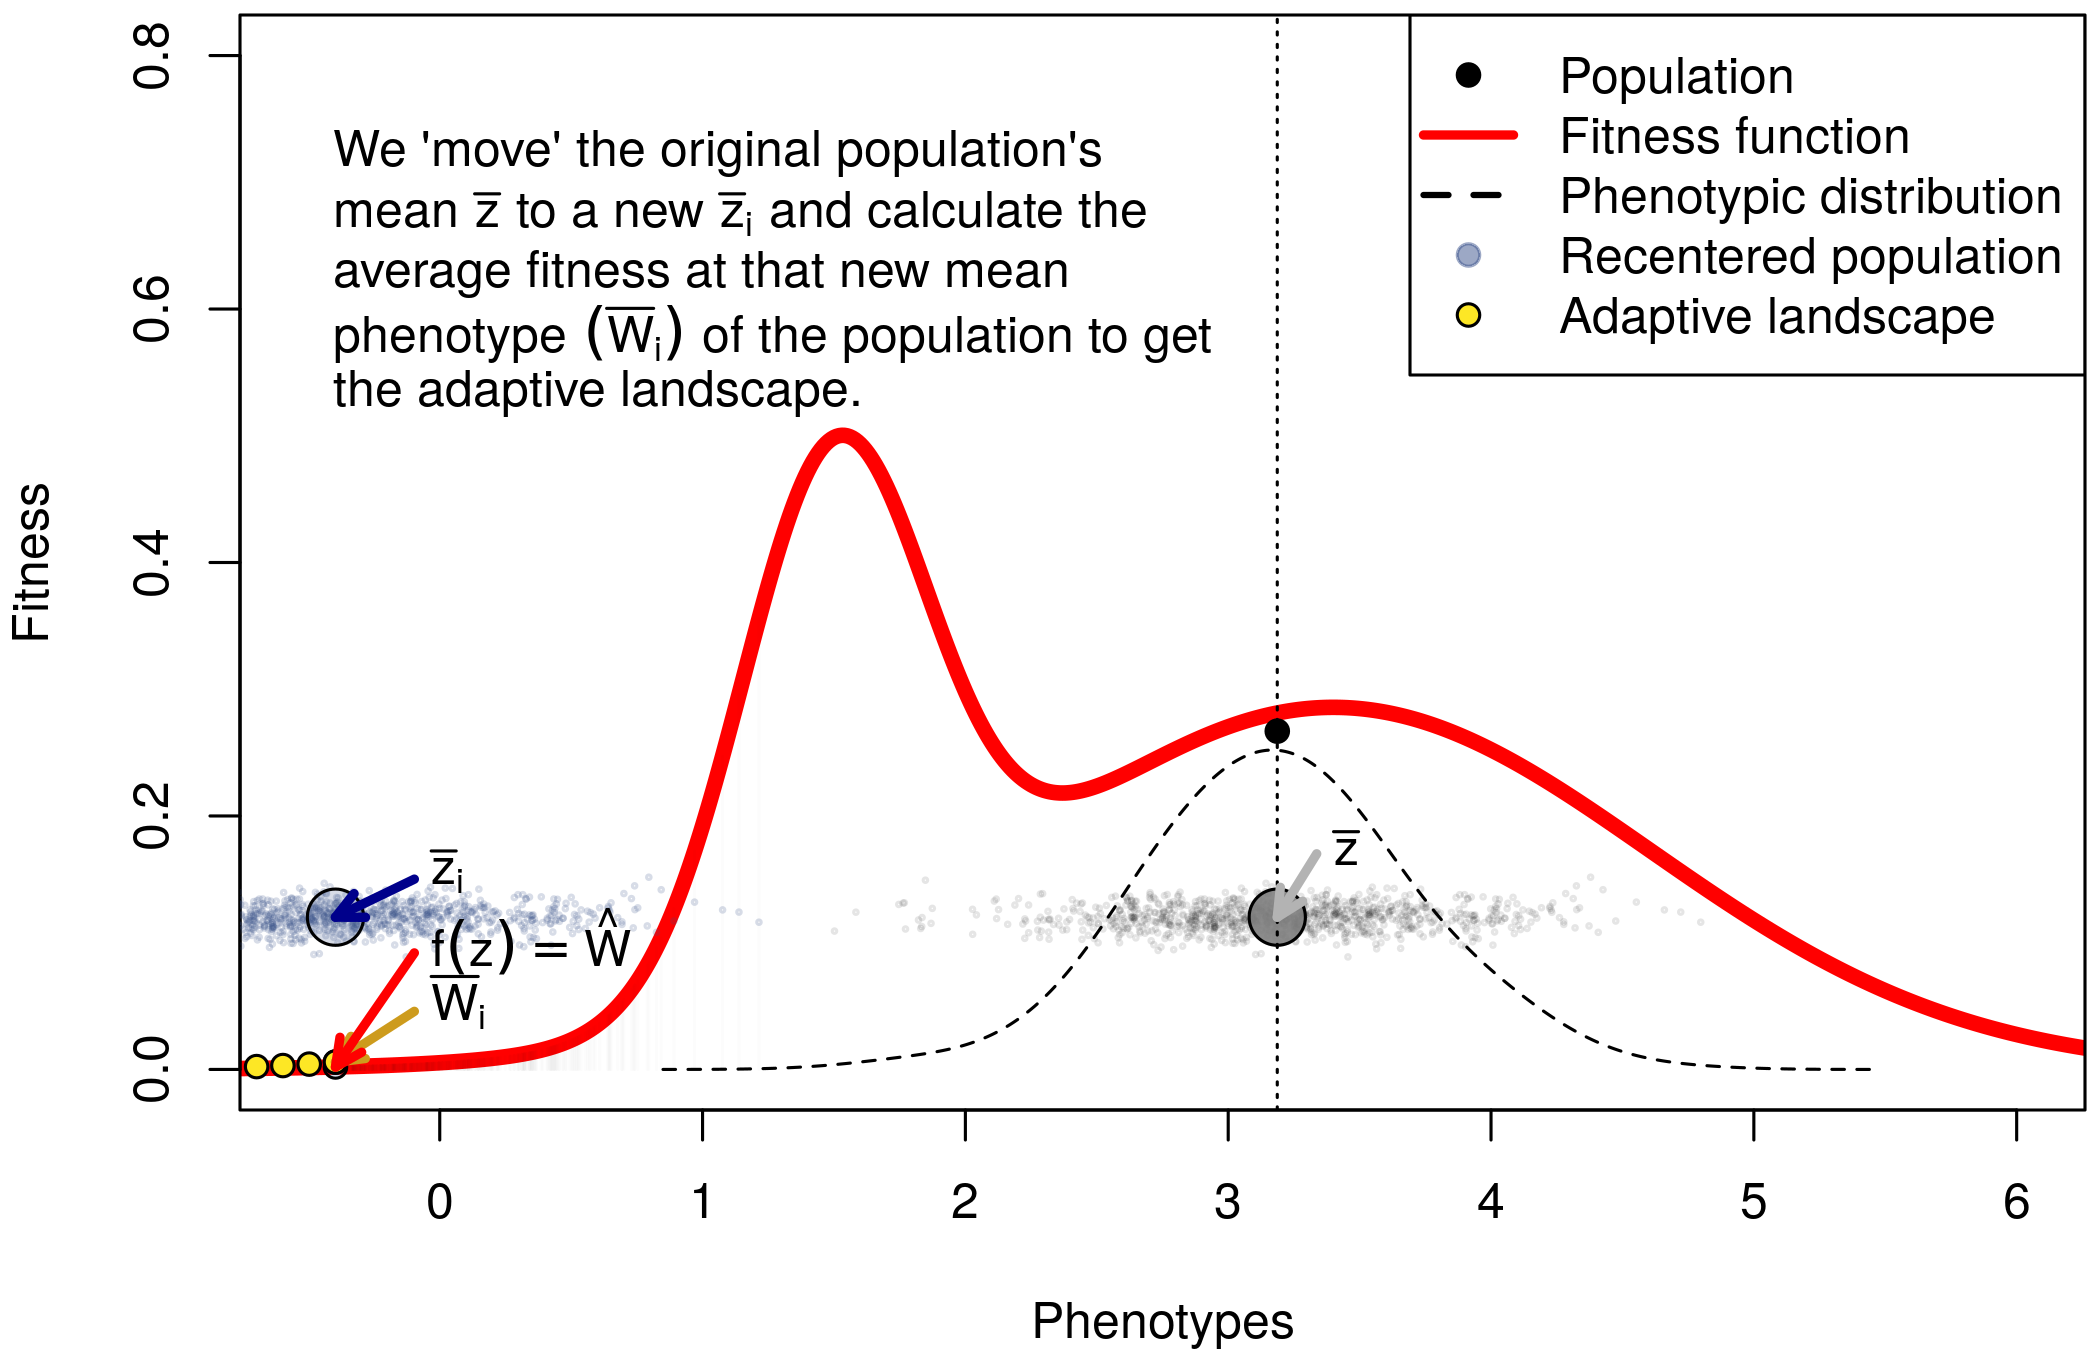 0.8
0.6
0.4
0.2
0.0
Fitness
We 'move' the original population's
mean z̅ to a new z̅ᵢ and calculate the
average fitness at that new mean
phenotype (W̅ᵢ) of the population to get
the adaptive landscape.
Population
Fitness function
Phenotypic distribution
Recentered population
Adaptive landscape
z̅
z̅ᵢ
f(z) = Ŵ
W̅ᵢ
0 1 2 3 4 5 6
Phenotypes